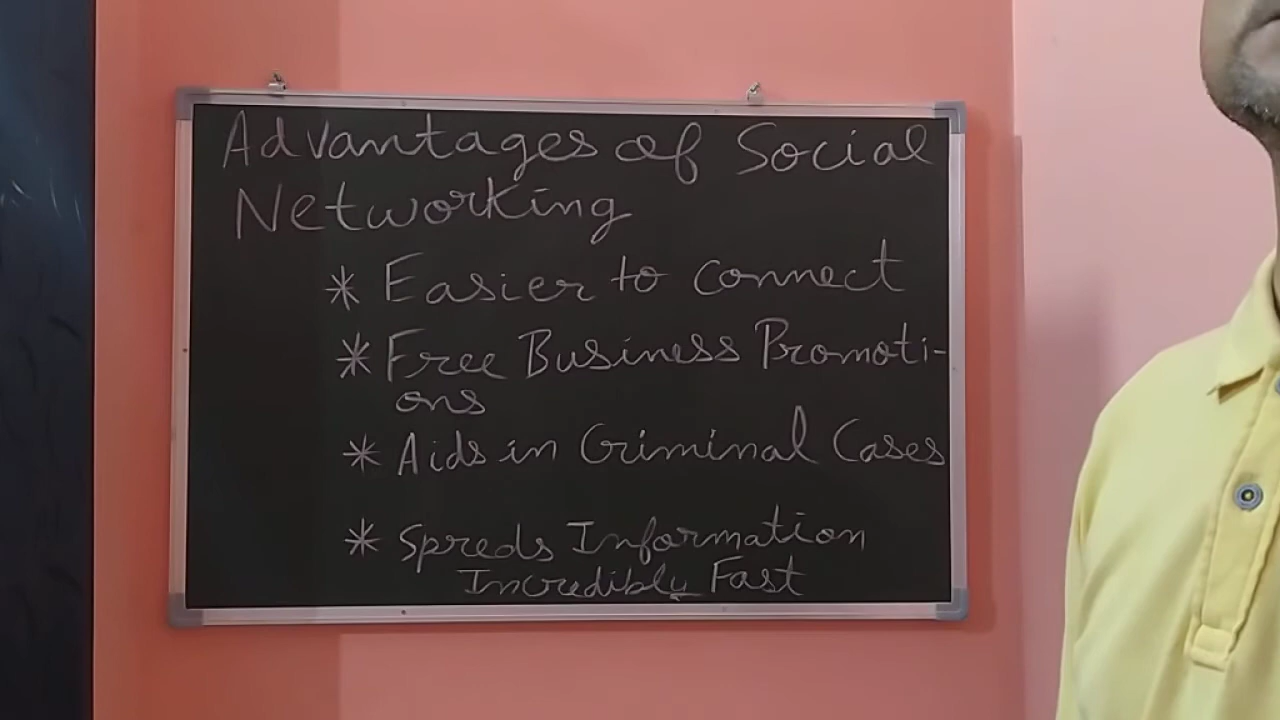 Advantages of Social
Networking
* Easier to connect
* Free Business Promoti-
ons
* Aids in Criminal Cases
* Spreds Information
Incredibly Fast